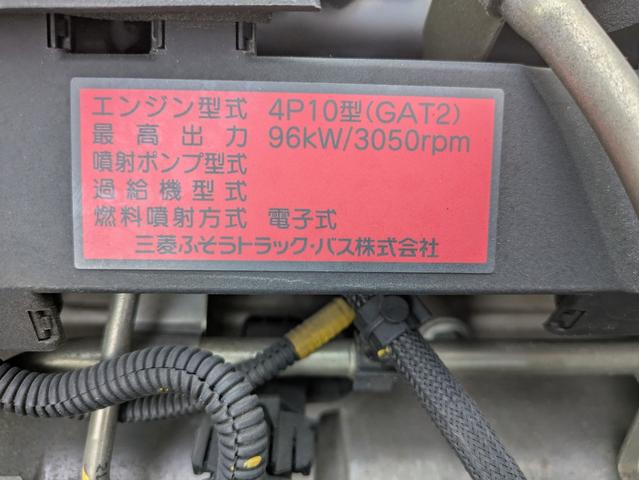 エンジン型式 4P10型(GAT2)
最高出力 96kW/3050rpm
噴射ポンプ型式
過給機型式
燃料噴射方式 電子式
三菱ふそうトラック・バス株式会社